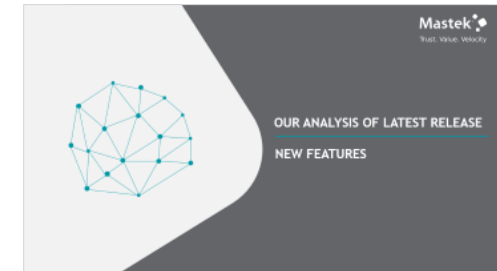 Mastek
Trust. Value. Velocity
OUR ANALYSIS OF LATEST RELEASE
NEW FEATURES